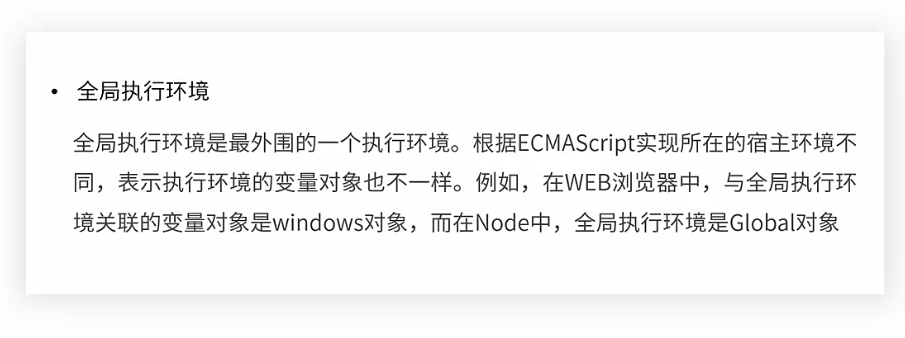 • 全局执行环境
全局执行环境是最外围的一个执行环境。根据ECMAScript实现所在的宿主环境不
同，表示执行环境的变量对象也不一样。例如，在WEB浏览器中，与全局执行环
境关联的变量对象是windows对象，而在Node中，全局执行环境是Global对象